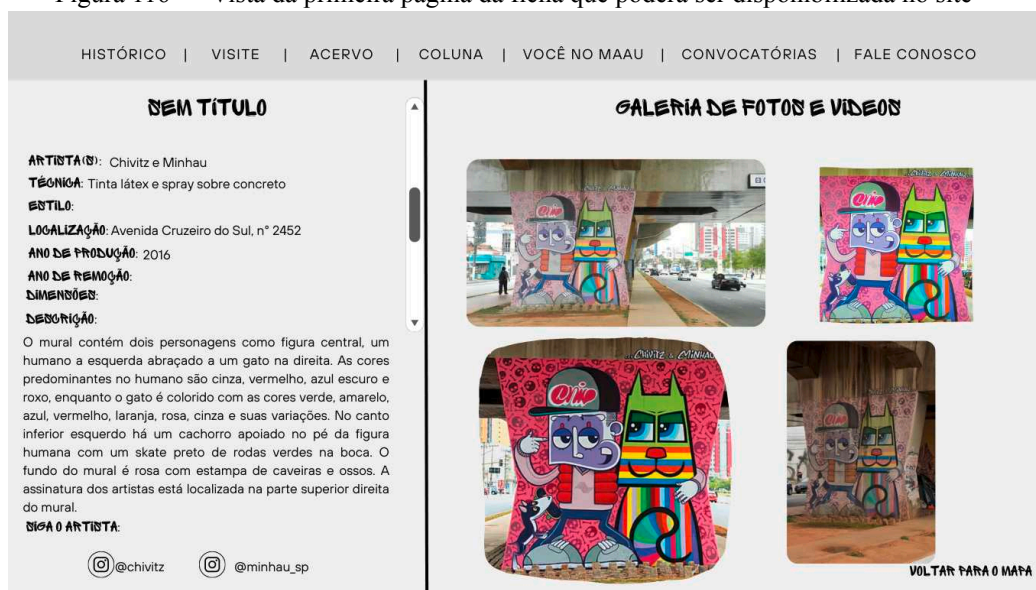 Figura 116 — Vista da primeira página da ficha que poderá ser disponibilizada no site
HISTÓRICO | VISITE | ACERVO | COLUNA | VOCÊ NO MAAU | CONVOCATÓRIAS | FALE CONOSCO
SEM TÍTULO
ARTISTA(S): Chivitz e Minhau
TÉCNICA: Tinta látex e spray sobre concreto
ESTILO:
LOCALIZAÇÃO: Avenida Cruzeiro do Sul, n° 2452
ANO DE PRODUÇÃO: 2016
ANO DE REMOÇÃO:
DIMENSÕES:
DESCRIÇÃO:
O mural contém dois personagens como figura central, um
humano a esquerda abraçado a um gato na direita. As cores
predominantes no humano são cinza, vermelho, azul escuro e
roxo, enquanto o gato é colorido com as cores verde, amarelo,
azul, vermelho, laranja, rosa, cinza e suas variações. No canto
inferior esquerdo há um cachorro apoiado no pé da figura
humana com um skate preto de rodas verdes na boca. O
fundo do mural é rosa com estampa de caveiras e ossos. A
assinatura dos artistas está localizada na parte superior direita
do mural.
SIGA O ARTISTA:
@chivitz @minhau_sp
GALERIA DE FOTOS E VÍDEOS
CHIVITZ & MINHAU
CHIVITZ & MINHAU
VOLTAR PARA O MAPA